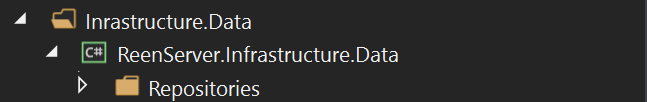 Inrastructure.Data
C# ReenServer.Infrastructure.Data
Repositories